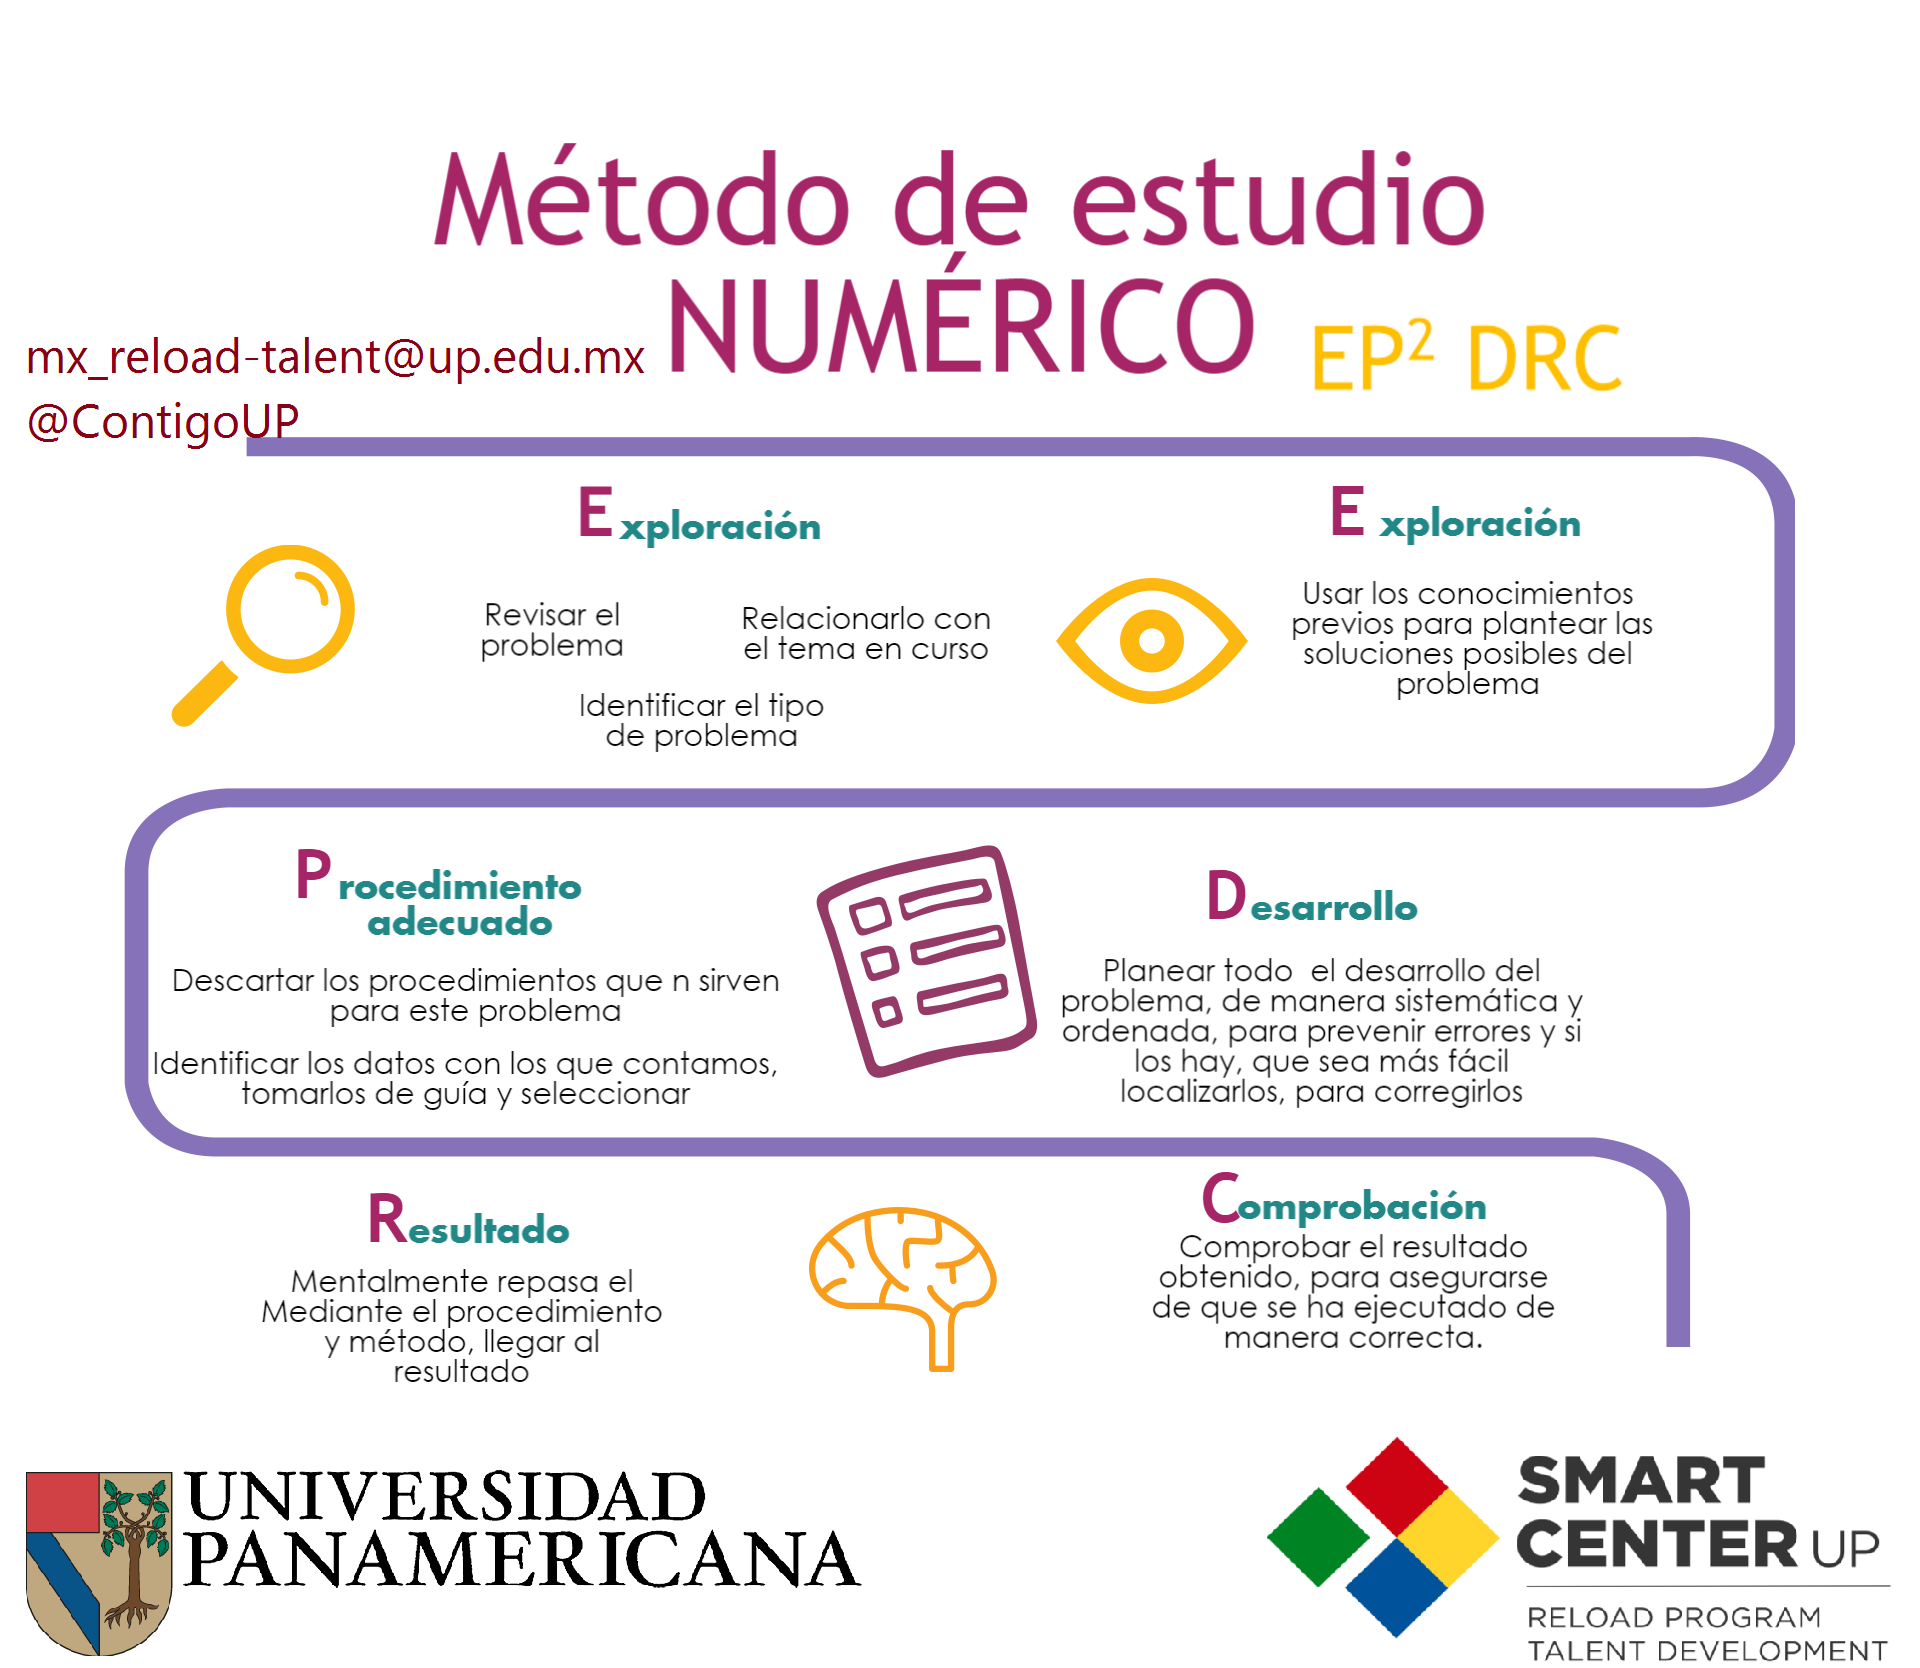 Método de estudio
NUMÉRICO EP² DRC
mx_reload-talent@up.edu.mx
@ContigoUP
Exploración
Revisar el
problema
Relacionarlo con
el tema en curso
Identificar el tipo
de problema
Exploración
Usar los conocimientos
previos para plantear las
soluciones posibles del
problema
Procedimiento
adecuado
Descartar los procedimientos que n sirven
para este problema
Identificar los datos con los que contamos,
tomarlos de guía y seleccionar
Desarrollo
Planear todo el desarrollo del
problema, de manera sistemática y
ordenada, para prevenir errores y si
los hay, que sea más fácil
localizarlos, para corregirlos
Resultado
Mentalmente repasa el
Mediante el procedimiento
y método, llegar al
resultado
Comprobación
Comprobar el resultado
obtenido, para asegurarse
de que se ha ejecutado de
manera correcta.
UNIVERSIDAD
PANAMERICANA
SMART
CENTER UP
RELOAD PROGRAM
TALENT DEVELOPMENT